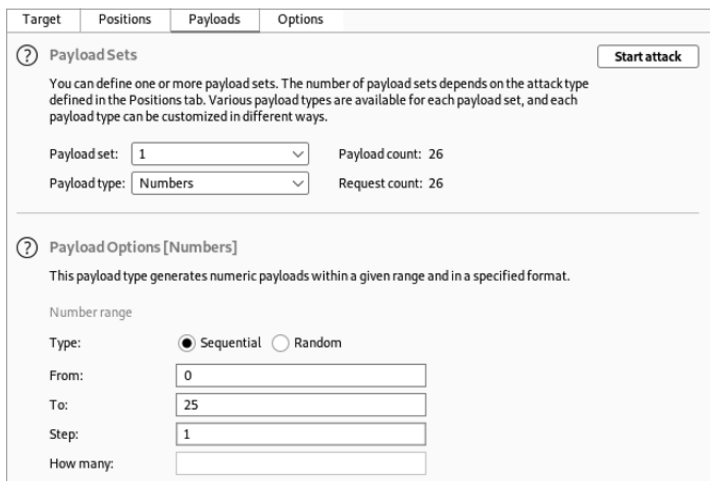 Target Positions Payloads Options
? Payload Sets Start attack
You can define one or more payload sets. The number of payload sets depends on the attack type
defined in the Positions tab. Various payload types are available for each payload set, and each
payload type can be customized in different ways.
Payload set: 1 Payload count: 26
Payload type: Numbers Request count: 26
? Payload Options [Numbers]
This payload type generates numeric payloads within a given range and in a specified format.
Number range
Type: Sequential Random
From: 0
To: 25
Step: 1
How many: